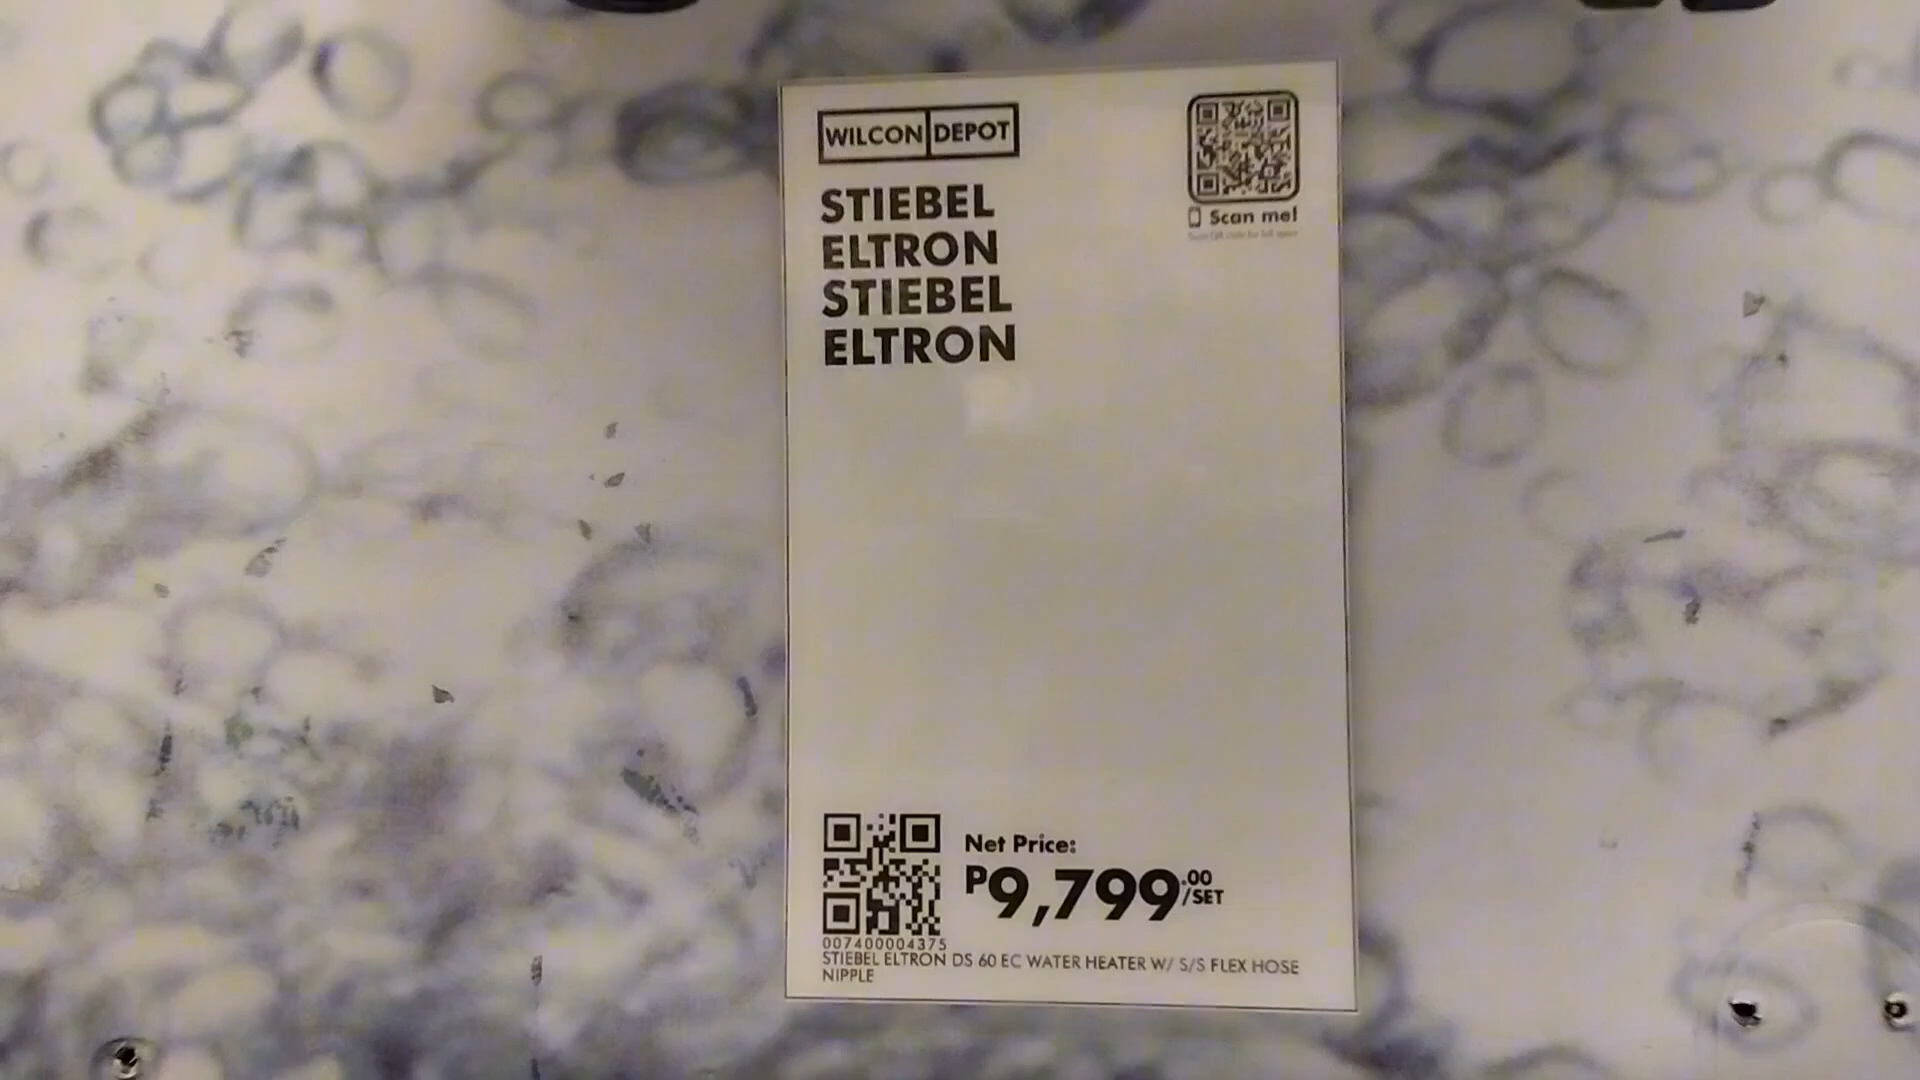 WILCON DEPOT
STIEBEL
ELTRON
STIEBEL
ELTRON
Scan me!
Net Price:
₱9,799.00
/SET
007400004375
STIEBEL ELTRON DS 60 EC WATER HEATER W/ S/S FLEX HOSE
NIPPLE